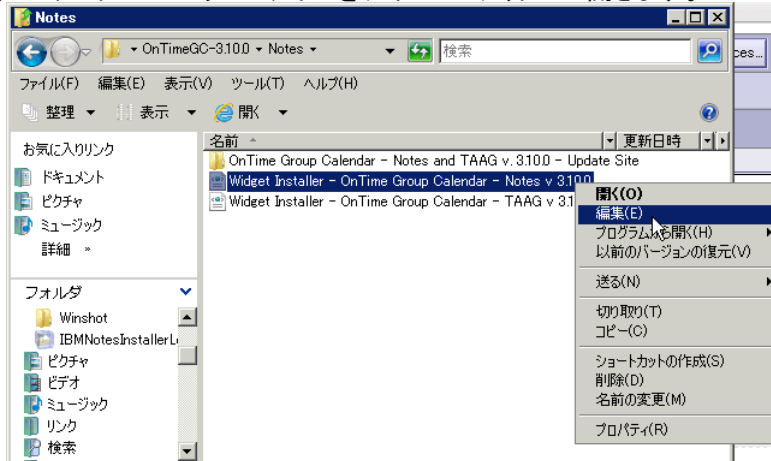 Notes
OnTimeGC-3.10.0 Notes
検索
ces...
ファイル(F) 編集(E) 表示(V) ツール(T) ヘルプ(H)
整理 表示 開く
お気に入りリンク
ドキュメント
ピクチャ
ミュージック
詳細 »
フォルダ
Winshot
IBMNotesInstallerL
ピクチャ
ビデオ
ミュージック
リンク
検索
名前 更新日時
OnTime Group Calendar - Notes and TAAG v. 3.10.0 - Update Site
Widget Installer - OnTime Group Calendar - Notes v 3.10.0
Widget Installer - OnTime Group Calendar - TAAG v 3.1
開く(O)
編集(E)
プログラムから開く(H)
以前のバージョンの復元(V)
送る(N)
切り取り(T)
コピー(C)
ショートカットの作成(S)
削除(D)
名前の変更(M)
プロパティ(R)